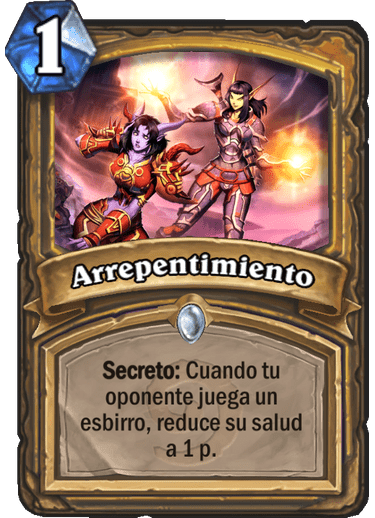 1
Arrepentimiento
Secreto: Cuando tu
oponente juega un
esbirro, reduce su salud
a 1 p.